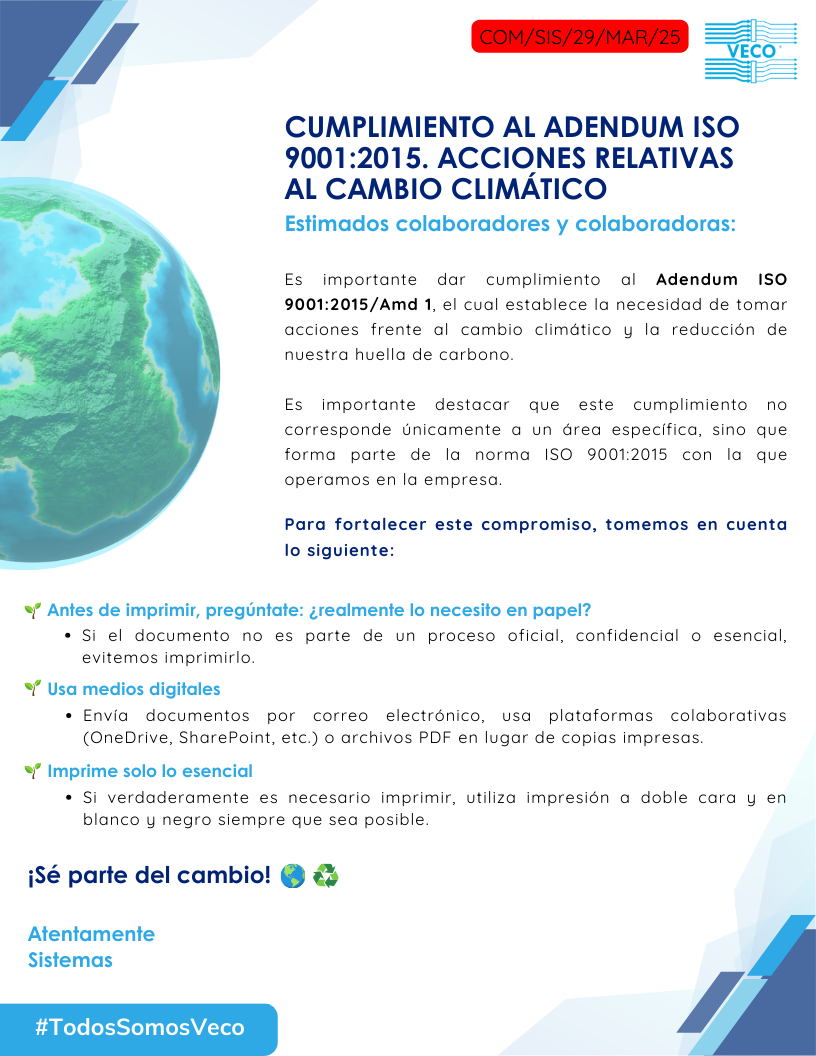 COM/SIS/29/MAR/25
VECO
CUMPLIMIENTO AL ADENDUM ISO
9001:2015. ACCIONES RELATIVAS
AL CAMBIO CLIMÁTICO
Estimados colaboradores y colaboradoras:
Es importante dar cumplimiento al Adendum ISO
9001:2015/Amd 1, el cual establece la necesidad de tomar
acciones frente al cambio climático y la reducción de
nuestra huella de carbono.
Es importante destacar que este cumplimiento no
corresponde únicamente a un área específica, sino que
forma parte de la norma ISO 9001:2015 con la que
operamos en la empresa.
Para fortalecer este compromiso, tomemos en cuenta
lo siguiente:
🌱 Antes de imprimir, pregúntate: ¿realmente lo necesito en papel?
• Si el documento no es parte de un proceso oficial, confidencial o esencial,
evitemos imprimirlo.
🌱 Usa medios digitales
• Envía documentos por correo electrónico, usa plataformas colaborativas
(OneDrive, SharePoint, etc.) o archivos PDF en lugar de copias impresas.
🌱 Imprime solo lo esencial
• Si verdaderamente es necesario imprimir, utiliza impresión a doble cara y en
blanco y negro siempre que sea posible.
¡Sé parte del cambio! 🌎 ♻️
Atentamente
Sistemas
#TodosSomosVeco